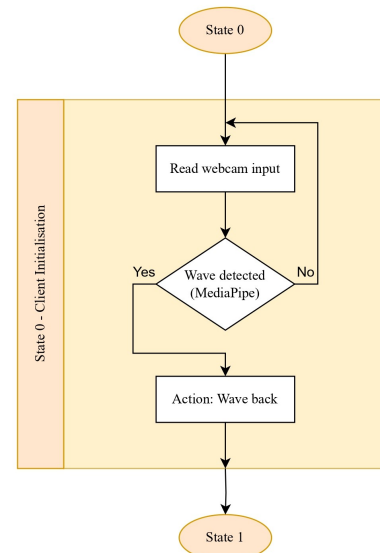 State 0
State 0 - Client Initialisation
Read webcam input
Wave detected
(MediaPipe)
Yes
No
Action: Wave back
State 1